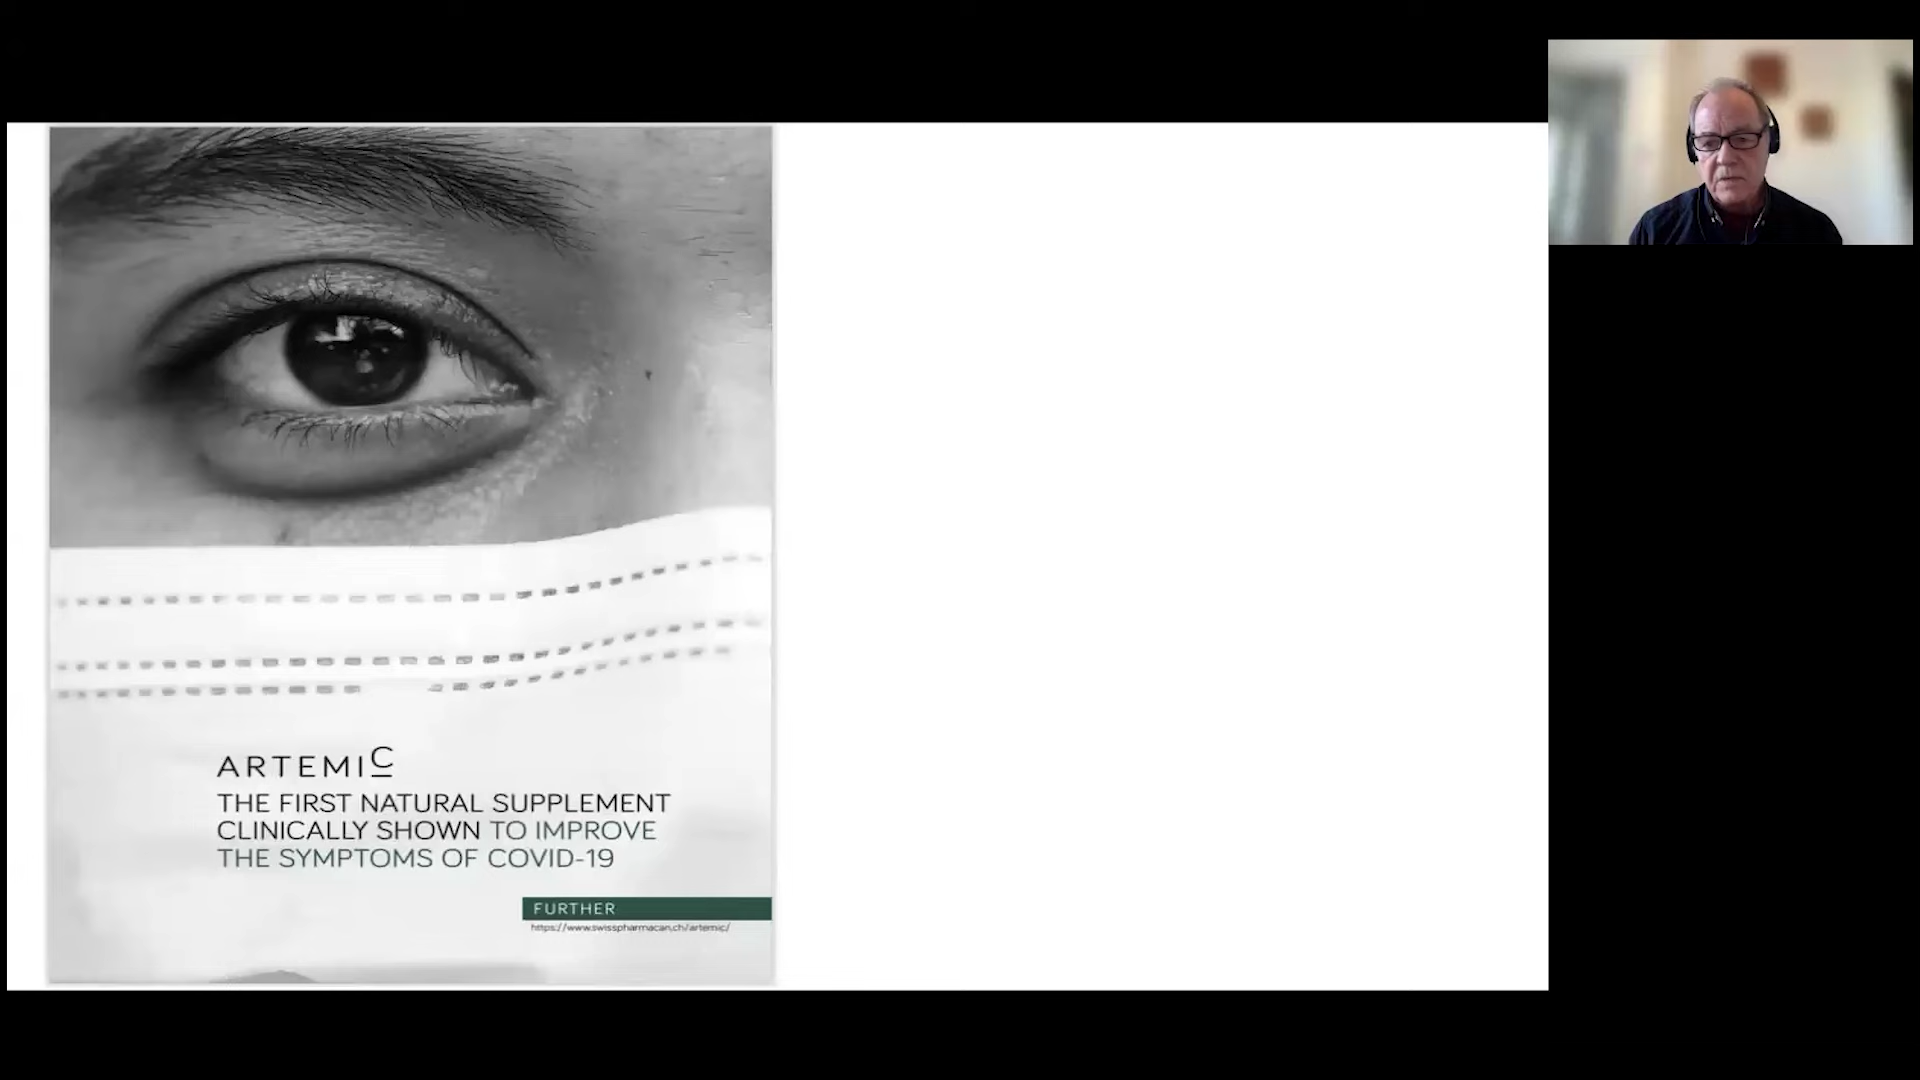 ARTEMIC
THE FIRST NATURAL SUPPLEMENT
CLINICALLY SHOWN TO IMPROVE
THE SYMPTOMS OF COVID-19
FURTHER
https://www.swisspharmacan.ch/artemic/